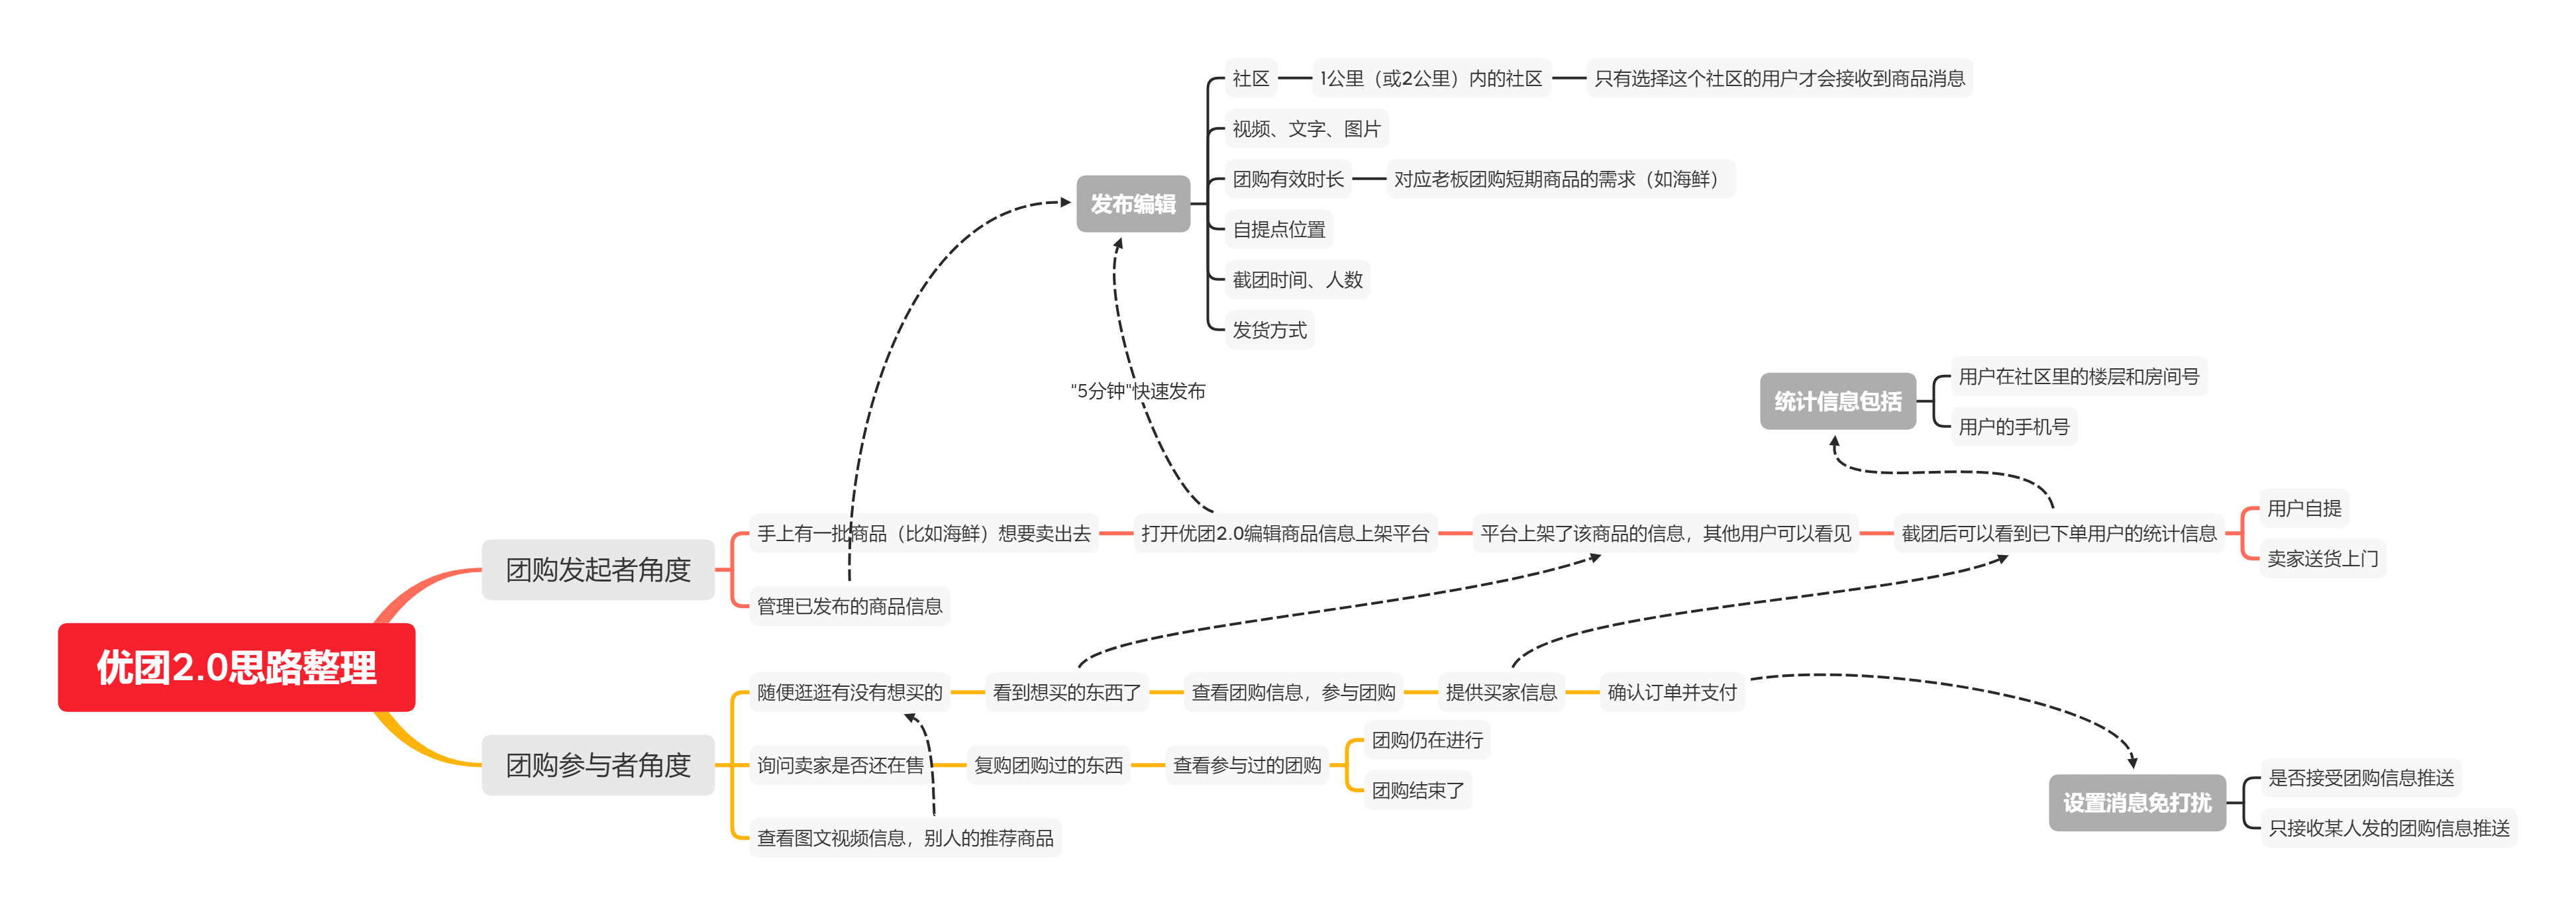 社区
1公里（或2公里）内的社区
只有选择这个社区的用户才会接收到商品消息
视频、文字、图片
团购有效时长
对应老板团购短期商品的需求（如海鲜）
发布编辑
自提点位置
截团时间、人数
发货方式
"5分钟"快速发布
统计信息包括
用户在社区里的楼层和房间号
用户的手机号
优团2.0思路整理
团购发起者角度
手上有一批商品（比如海鲜）想要卖出去
打开优团2.0编辑商品信息上架平台
平台上架了该商品的信息，其他用户可以看见
截团后可以看到已下单用户的统计信息
用户自提
卖家送货上门
管理已发布的商品信息
团购参与者角度
随便逛逛有没有想买的
看到想买的东西了
查看团购信息，参与团购
提供买家信息
确认订单并支付
询问卖家是否还在售
复购团购过的东西
查看参与过的团购
团购仍在进行
团购结束了
查看图文视频信息，别人的推荐商品
设置消息免打扰
是否接受团购信息推送
只接收某人发的团购信息推送